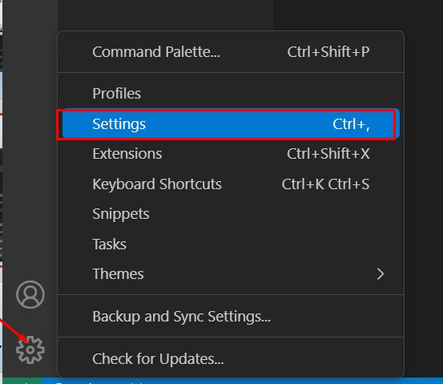 Command Palette... Ctrl+Shift+P
Profiles
Settings Ctrl+,
Extensions Ctrl+Shift+X
Keyboard Shortcuts Ctrl+K Ctrl+S
Snippets
Tasks
Themes
Backup and Sync Settings...
Check for Updates...